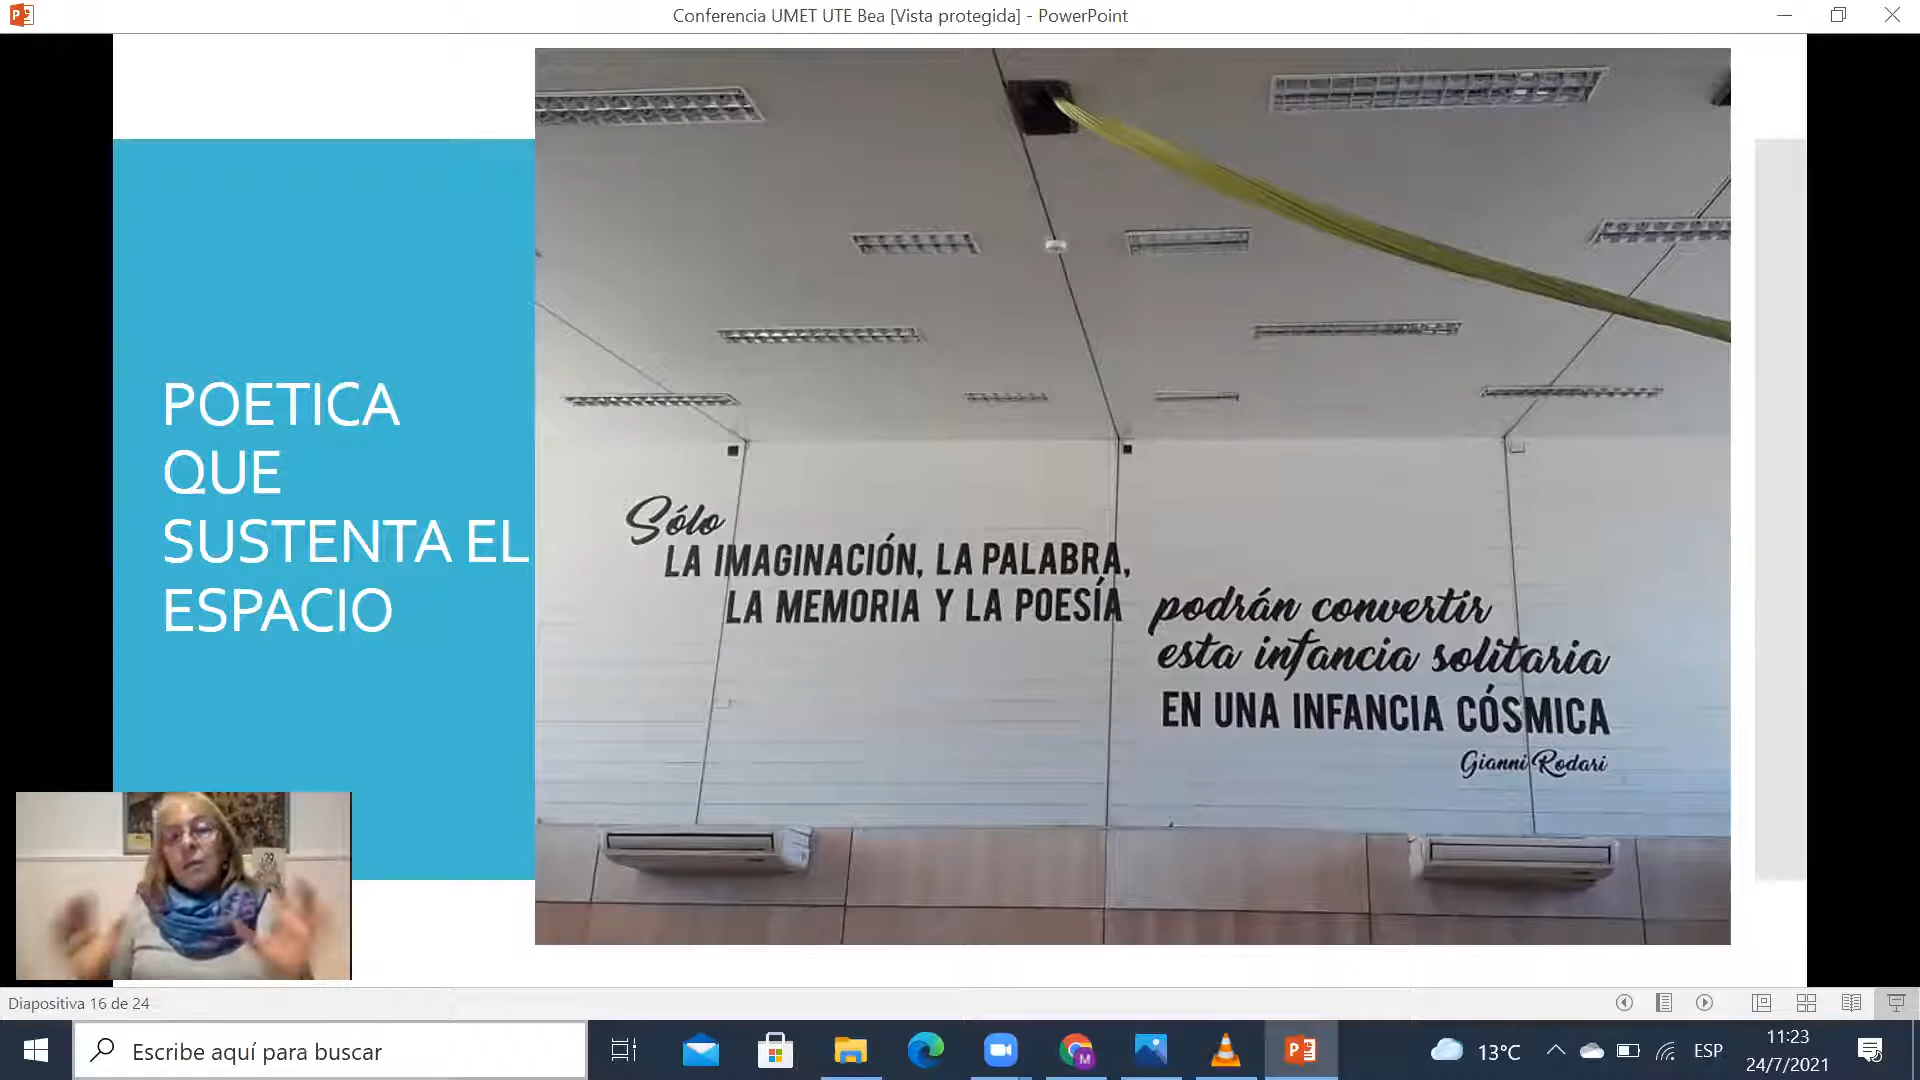 Conferencia UMET UTE Bea [Vista protegida] - PowerPoint
POETICA
QUE
SUSTENTA EL
ESPACIO
Sólo
LA IMAGINACIÓN, LA PALABRA,
LA MEMORIA Y LA POESÍA
podrán convertir
esta infancia solitaria
EN UNA INFANCIA CÓSMICA
Gianni Rodari
Diapositiva 16 de 24
Escribe aquí para buscar
13°C
ESP
11:23
24/7/2021